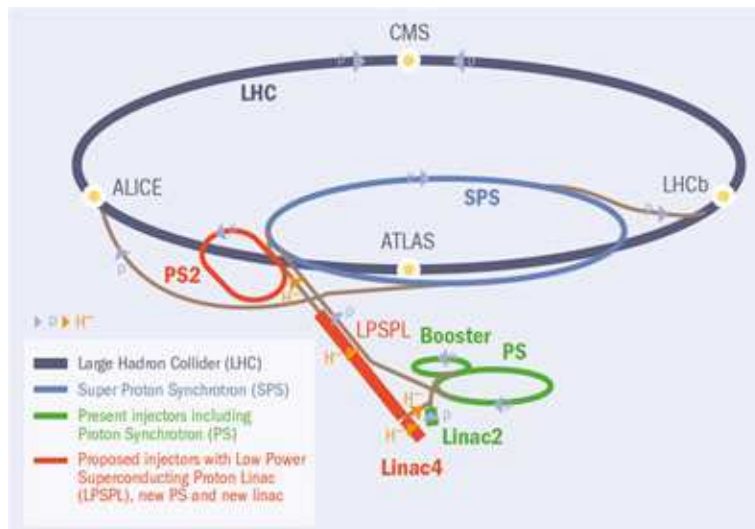 CMS
p
p
LHC
ALICE
LHCb
SPS
p
ATLAS
PS2
H⁻
p
p
p H⁻
LPSPL
Booster
PS
H⁻
H⁻
p
Linac2
H⁻
Linac4
Large Hadron Collider (LHC)
Super Proton Synchrotron (SPS)
Present injectors including
Proton Synchrotron (PS)
Proposed injectors with Low Power
Superconducting Proton Linac
(LPSPL), new PS and new linac